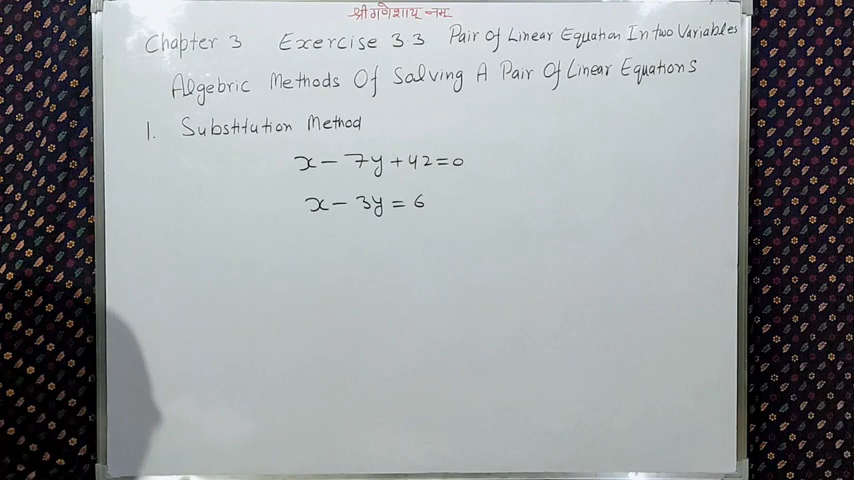 श्री गणेशाय नमः
Chapter 3 Exercise 3.3 Pair Of Linear Equation In two Variables
Algebric Methods Of Solving A Pair Of Linear Equations
1. Substitution Method
x - 7y + 42 = 0
x - 3y = 6